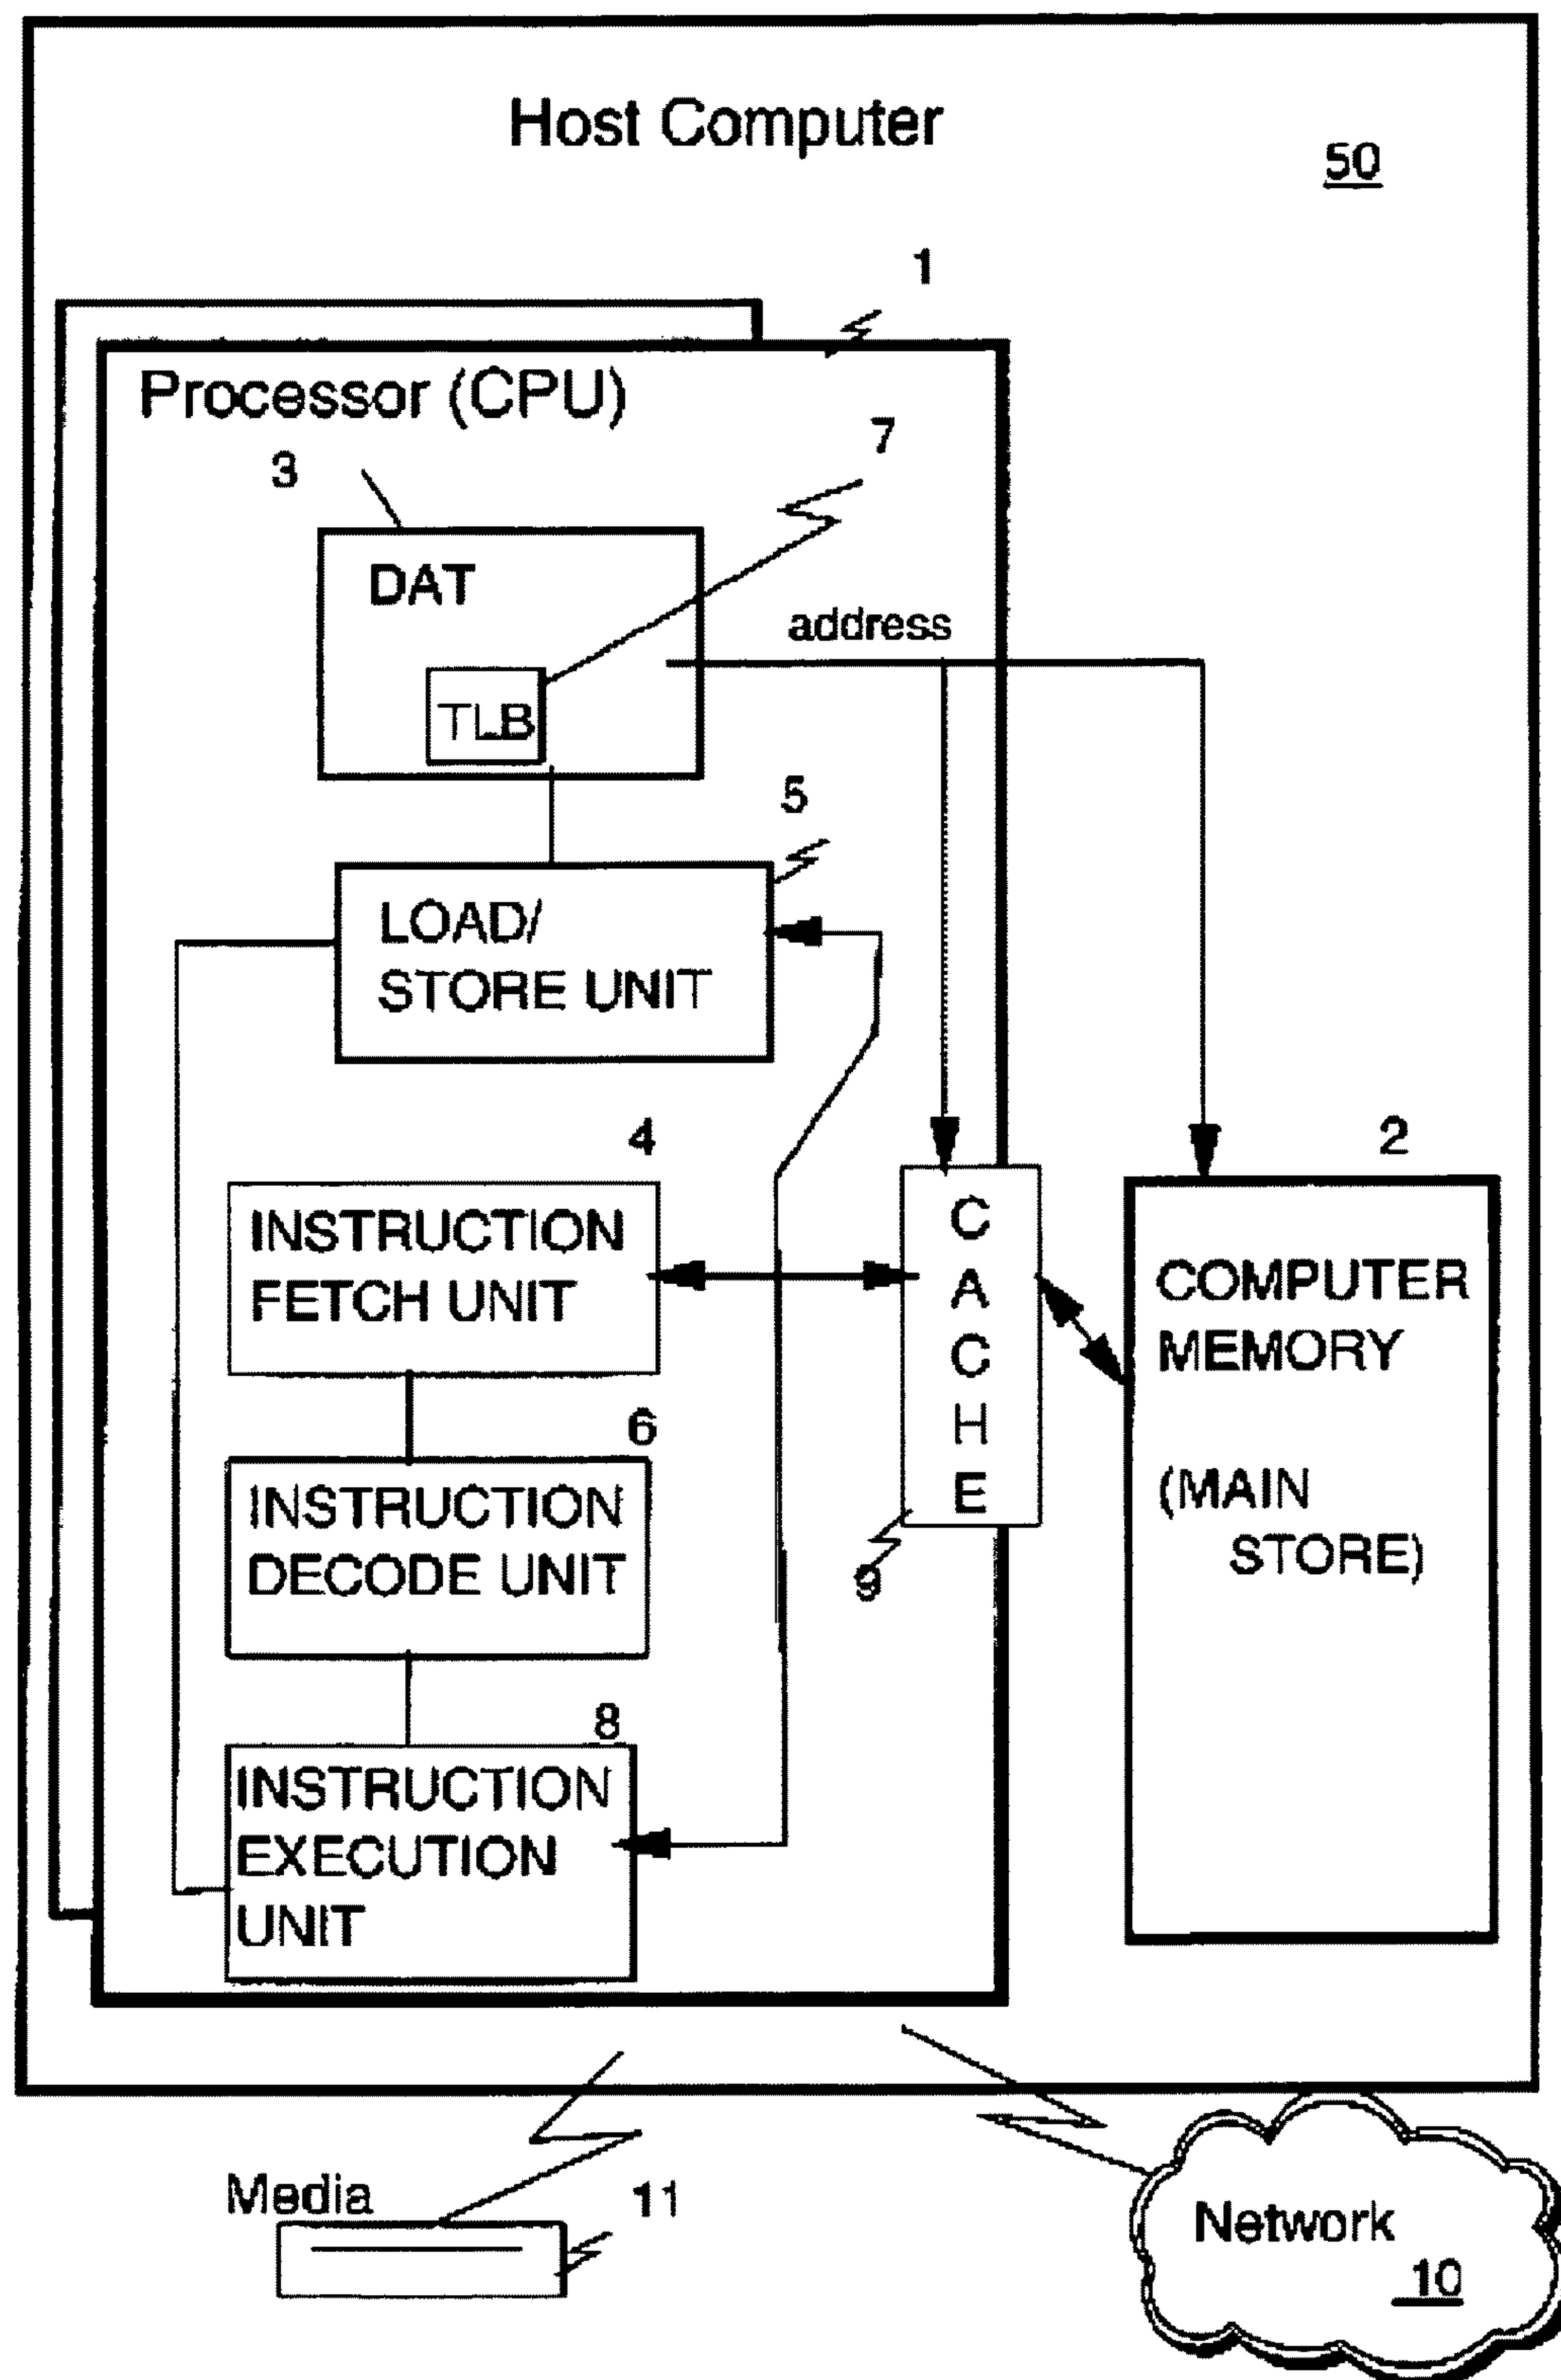 Host Computer
50
1
Processor (CPU)
7
3
DAT
address
TLB
5
LOAD/
STORE UNIT
4
2
INSTRUCTION
FETCH UNIT
C
A
C
H
E
COMPUTER
MEMORY
(MAIN
STORE)
6
INSTRUCTION
DECODE UNIT
9
8
INSTRUCTION
EXECUTION
UNIT
Media
11
Network
10